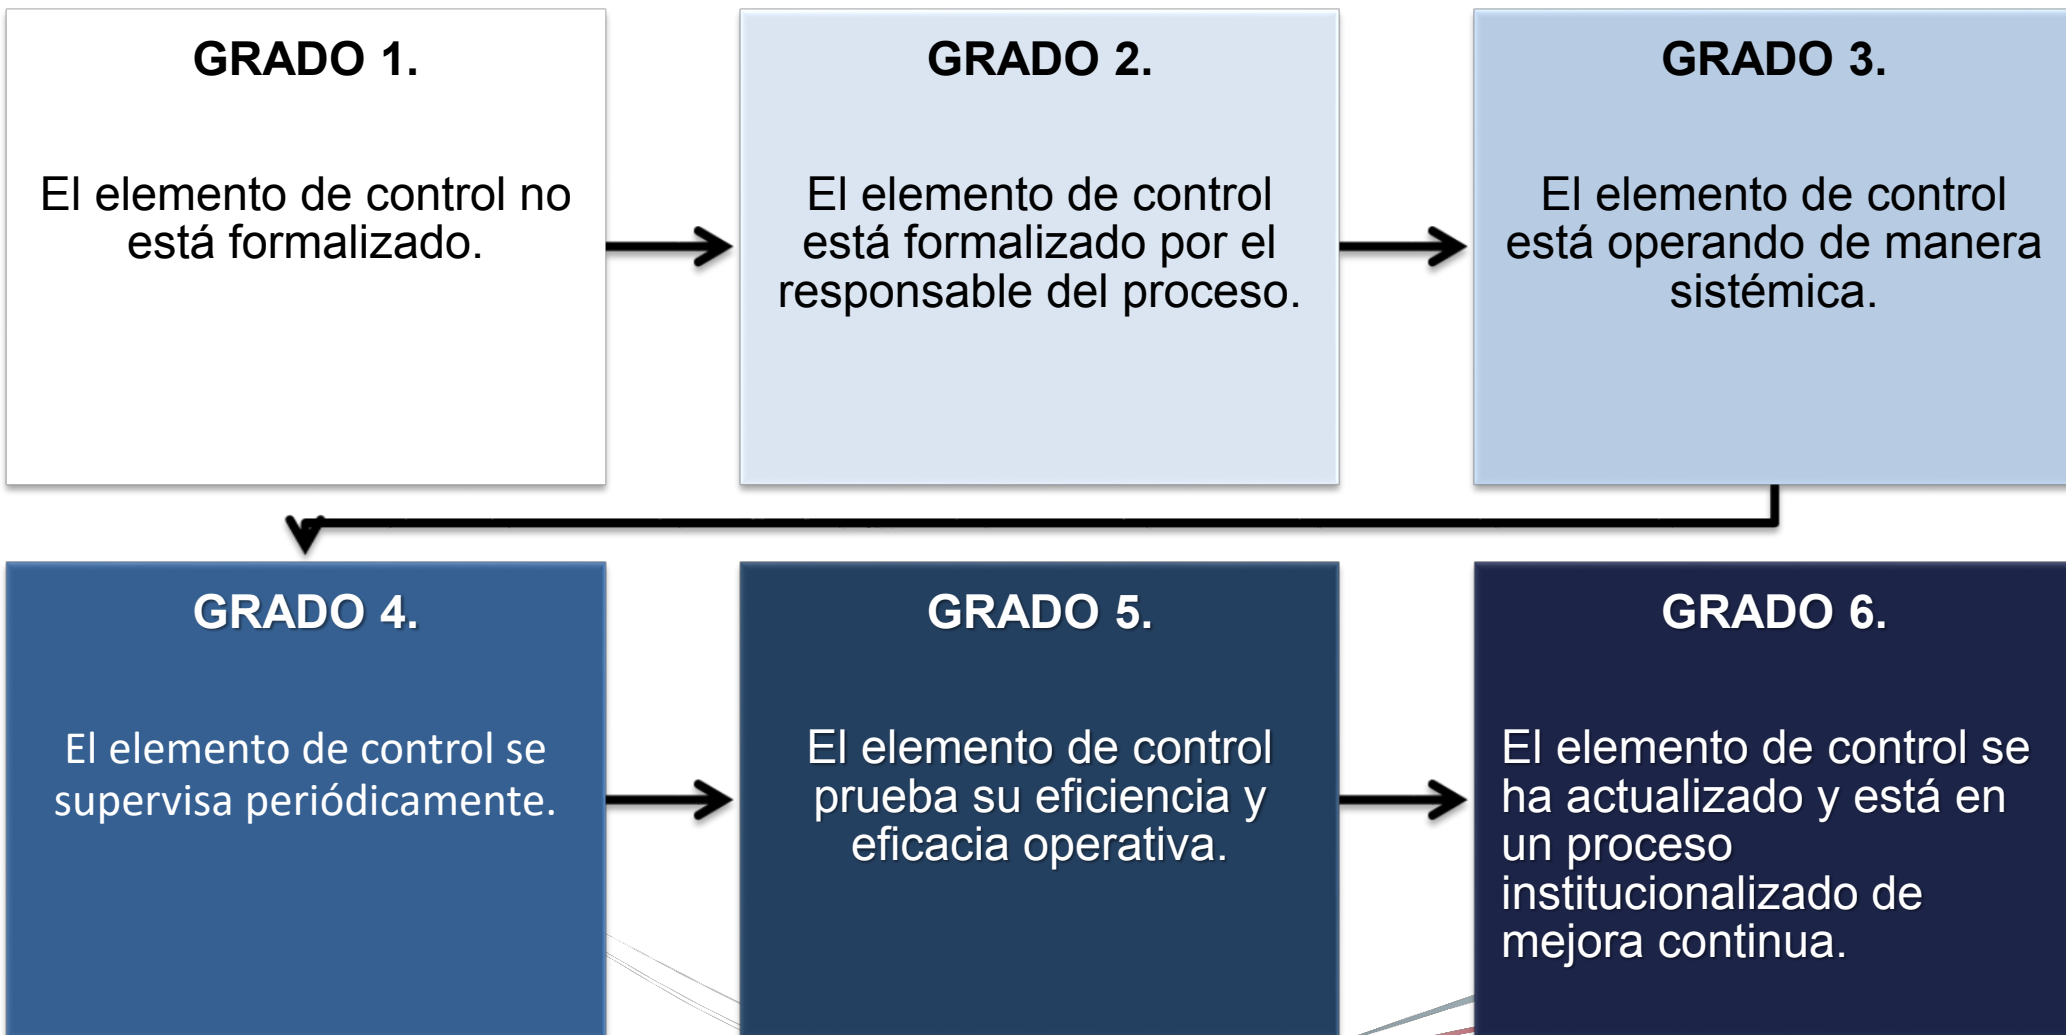 GRADO 1.
El elemento de control no
está formalizado.
GRADO 2.
El elemento de control
está formalizado por el
responsable del proceso.
GRADO 3.
El elemento de control
está operando de manera
sistémica.
GRADO 4.
El elemento de control se
supervisa periódicamente.
GRADO 5.
El elemento de control
prueba su eficiencia y
eficacia operativa.
GRADO 6.
El elemento de control se
ha actualizado y está en
un proceso
institucionalizado de
mejora continua.